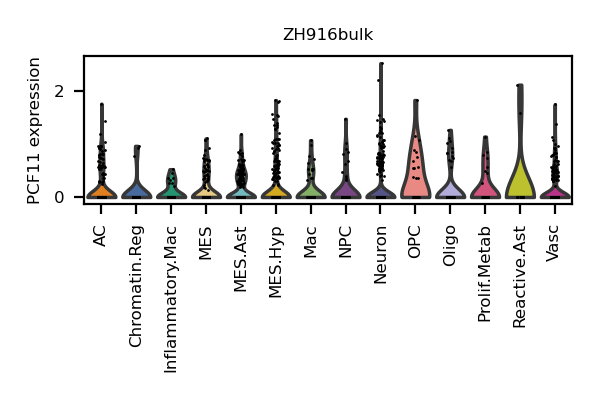 ZH916bulk
PCF11 expression
2
0
AC
Chromatin.Reg
Inflammatory.Mac
MES
MES.Ast
MES.Hyp
Mac
NPC
Neuron
OPC
Oligo
Prolif.Metab
Reactive.Ast
Vasc